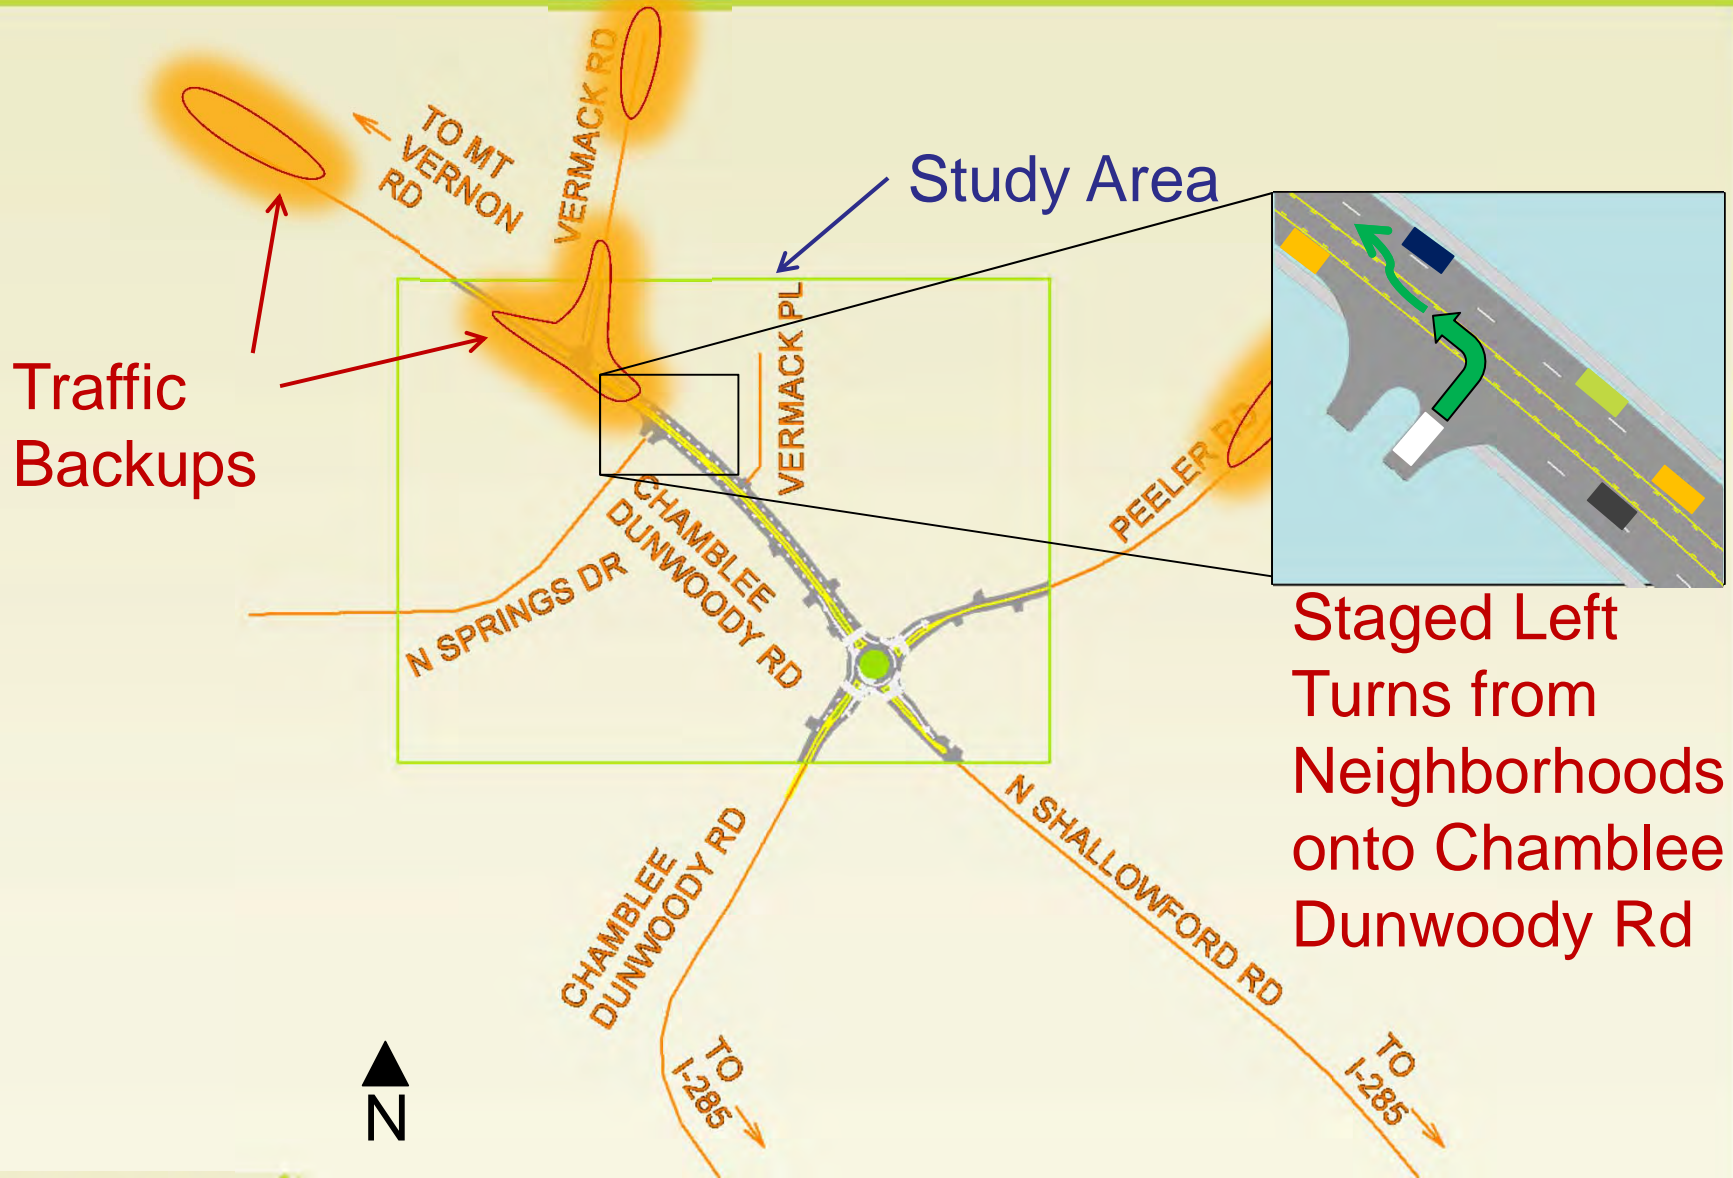 VERMACK RD
TO MT
VERNON
RD
Study Area
VERMACK PL
Traffic
Backups
PEELER RD
CHAMBLEE
DUNWOODY RD
N SPRINGS DR
Staged Left
Turns from
Neighborhoods
onto Chamblee
Dunwoody Rd
N SHALLOWFORD RD
CHAMBLEE
DUNWOODY RD
TO
I-285
TO
I-285
N